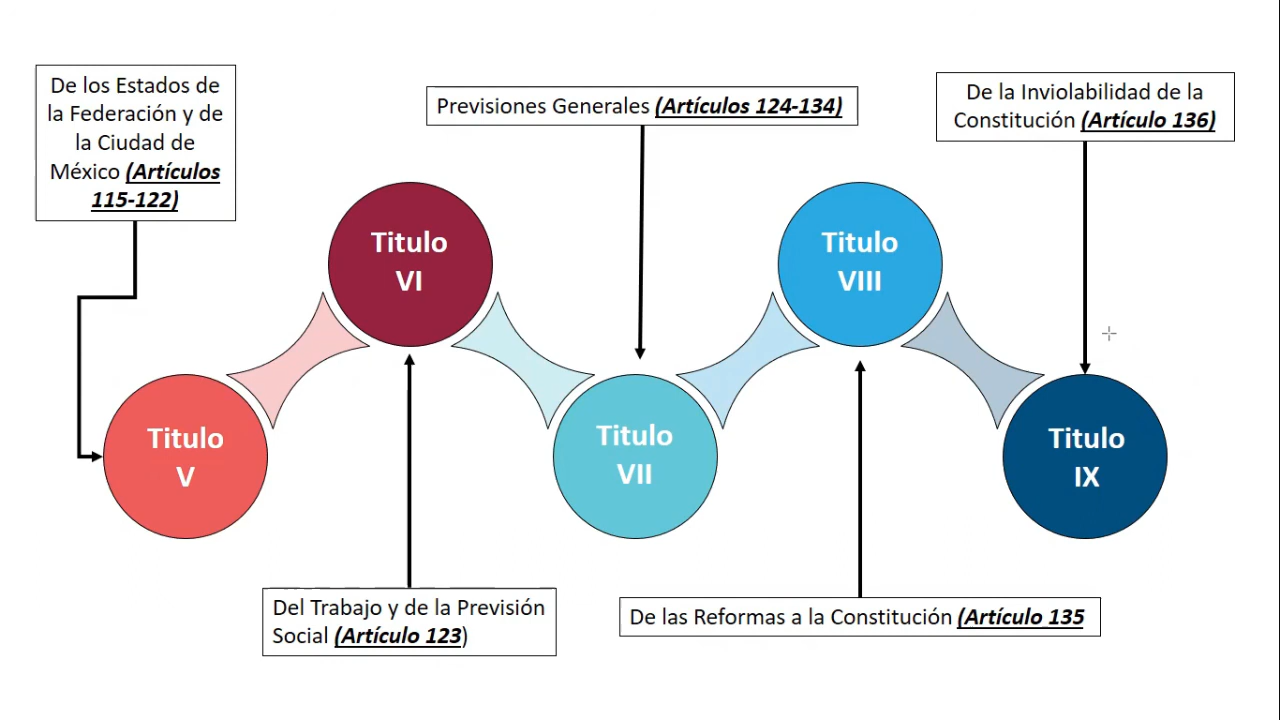 De los Estados de
la Federación y de
la Ciudad de
México (Artículos
115-122)
Previsiones Generales (Artículos 124-134)
De la Inviolabilidad de la
Constitución (Artículo 136)
Titulo
VI
Titulo
VIII
Titulo
V
Titulo
VII
Titulo
IX
Del Trabajo y de la Previsión
Social (Artículo 123)
De las Reformas a la Constitución (Artículo 135